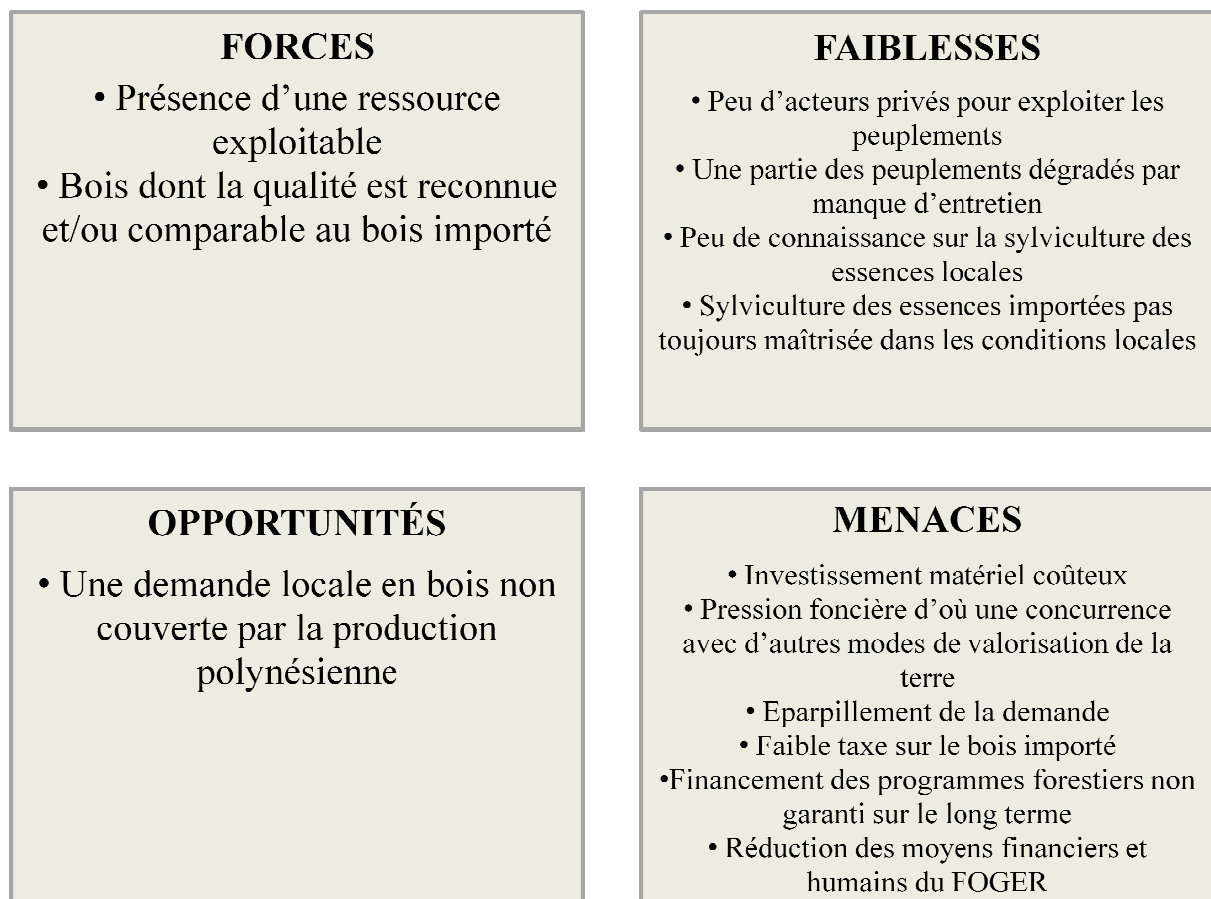 FORCES
• Présence d’une ressource
exploitable
• Bois dont la qualité est reconnue
et/ou comparable au bois importé
FAIBLESSES
• Peu d’acteurs privés pour exploiter les
peuplements
• Une partie des peuplements dégradés par
manque d’entretien
• Peu de connaissance sur la sylviculture des
essences locales
• Sylviculture des essences importées pas
toujours maîtrisée dans les conditions locales
OPPORTUNITÉS
• Une demande locale en bois non
couverte par la production
polynésienne
MENACES
• Investissement matériel coûteux
• Pression foncière d’où une concurrence
avec d’autres modes de valorisation de la
terre
• Eparpillement de la demande
• Faible taxe sur le bois importé
•Financement des programmes forestiers non
garanti sur le long terme
• Réduction des moyens financiers et
humains du FOGER